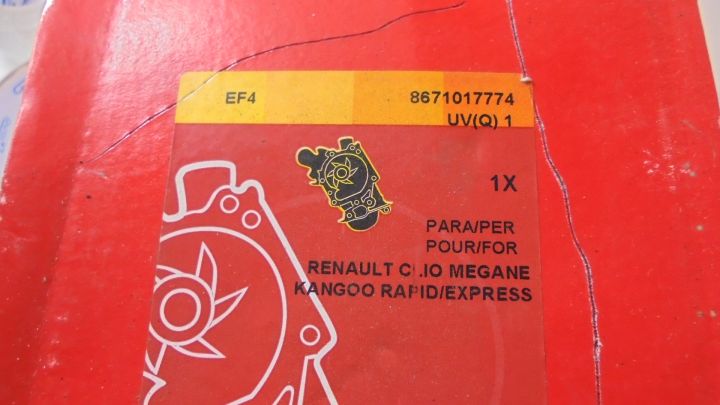 EF4 8671017774
UV(Q) 1
1X
PARA/PER
POUR/FOR
RENAULT CLIO MEGANE
KANGOO RAPID/EXPRESS